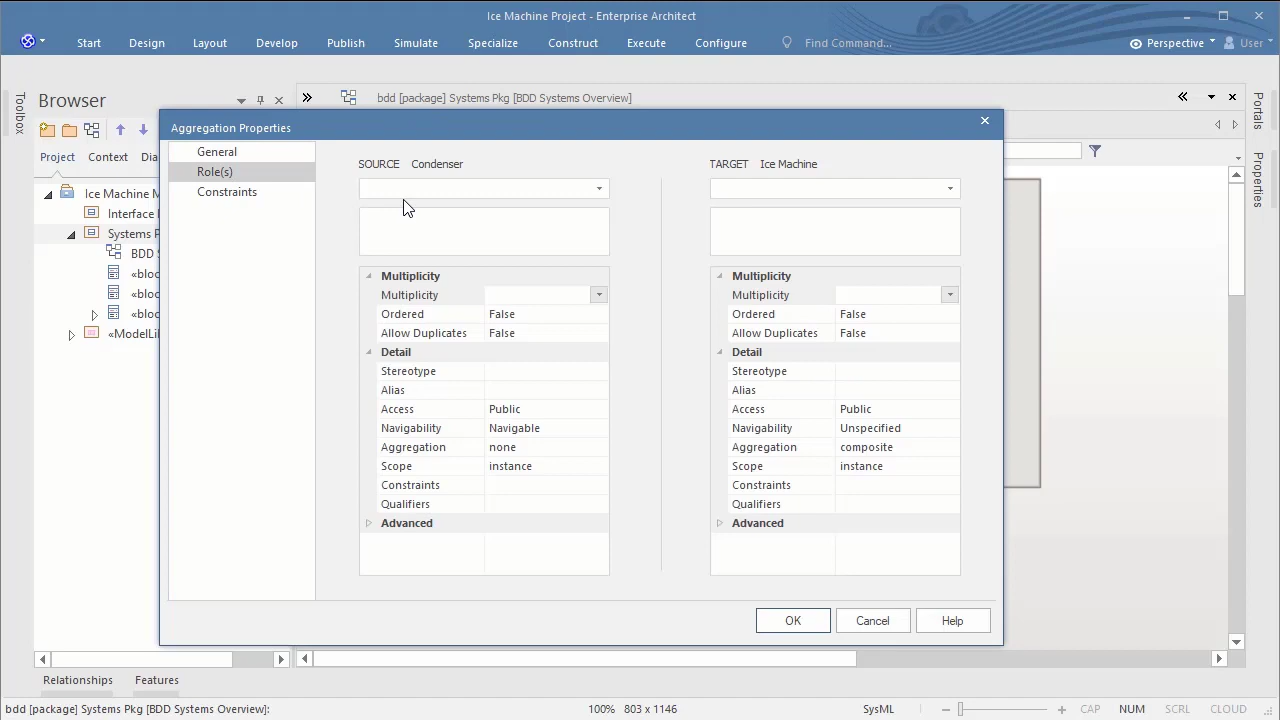 Ice Machine Project - Enterprise Architect
Start Design Layout Develop Publish Simulate Specialize Construct Execute Configure Find Command... Perspective User
Toolbox
Browser
bdd [package] Systems Pkg [BDD Systems Overview]
Portals
Properties
Project Context Dia
Ice Machine M
Interface
Systems P
BDD S
«bloc
«bloc
«bloc
«ModelLi
Aggregation Properties
General
Role(s)
Constraints
SOURCE Condenser
Multiplicity
Multiplicity
Ordered False
Allow Duplicates False
Detail
Stereotype
Alias
Access Public
Navigability Navigable
Aggregation none
Scope instance
Constraints
Qualifiers
Advanced
TARGET Ice Machine
Multiplicity
Multiplicity
Ordered False
Allow Duplicates False
Detail
Stereotype
Alias
Access Public
Navigability Unspecified
Aggregation composite
Scope instance
Constraints
Qualifiers
Advanced
OK Cancel Help
Relationships Features
bdd [package] Systems Pkg [BDD Systems Overview]: 100% 803 x 1146 SysML CAP NUM SCRL CLOUD